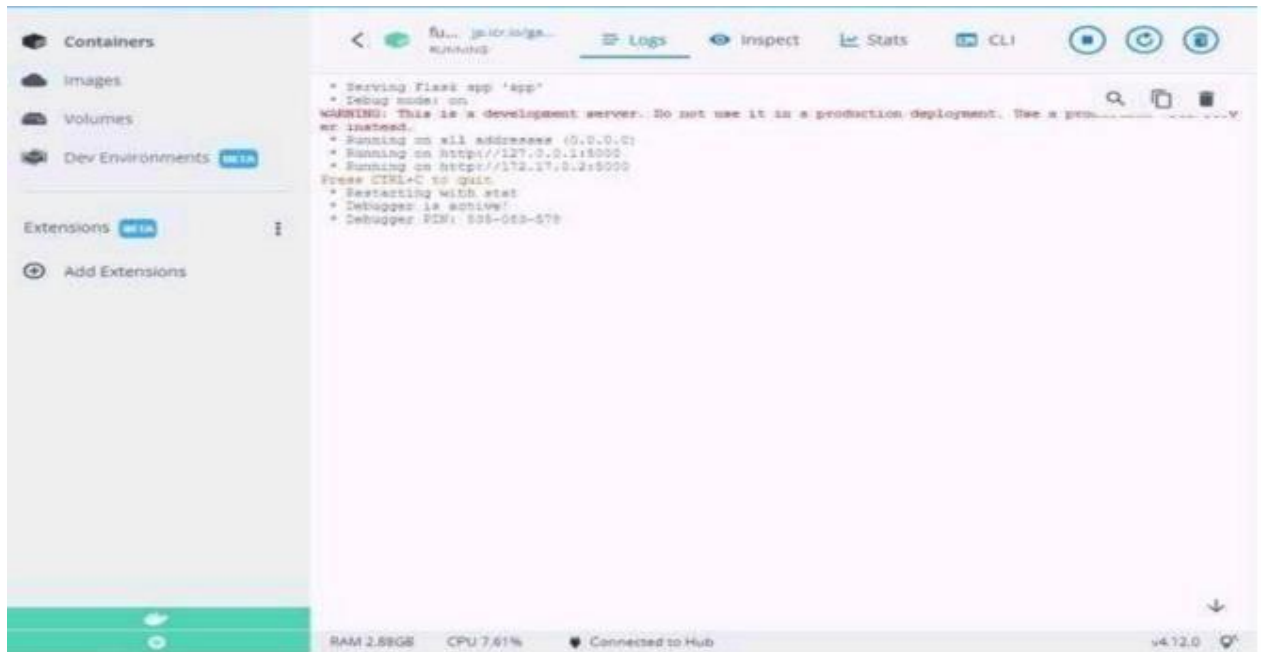 Containers
Images
Volumes
Dev Environments BETA
Extensions BETA
Add Extensions
fu...
RUNNING
Logs
Inspect
Stats
CLI
* Serving Flask app 'app'
* Debug mode: on
WARNING: This is a development server. Do not use it in a production deployment. Use a
er instead.
* Running on all addresses (0.0.0.0)
* Running on http://127.0.0.1:5000
* Running on http://172.17.0.2:5000
Press CTRL+C to quit
* Restarting with stat
* Debugger is active!
* Debugger PIN:
RAM 2.88GB
CPU 7.61%
Connected to Hub
v4.12.0